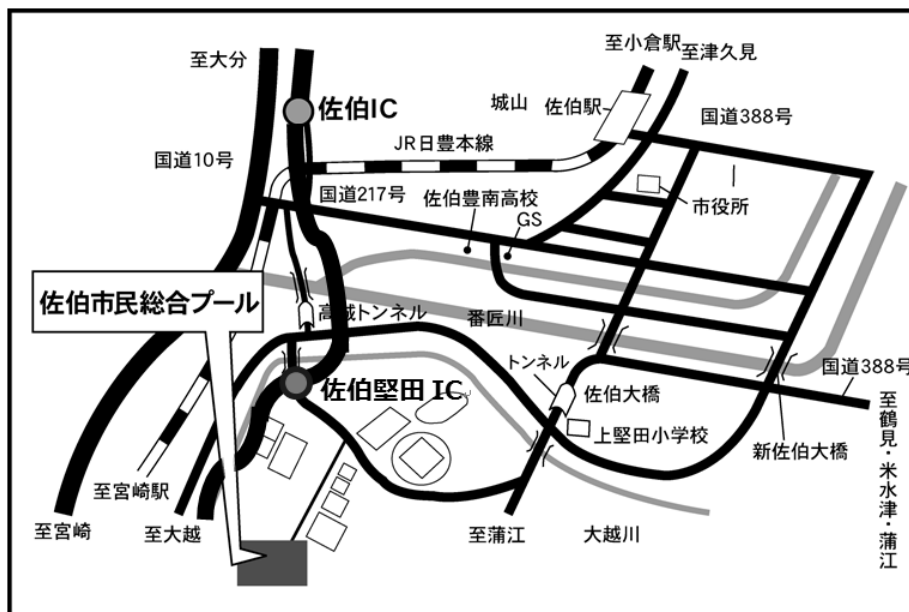 至大分
至小倉駅
至津久見
佐伯IC
城山
佐伯駅
国道388号
国道10号
JR日豊本線
国道217号
佐伯豊南高校
GS
市役所
佐伯市民総合プール
高城トンネル
番匠川
トンネル
国道388号
佐伯堅田 IC
佐伯大橋
上堅田小学校
新佐伯大橋
至鶴見・米水津・蒲江
至宮崎駅
至宮崎
至大越
至蒲江
大越川